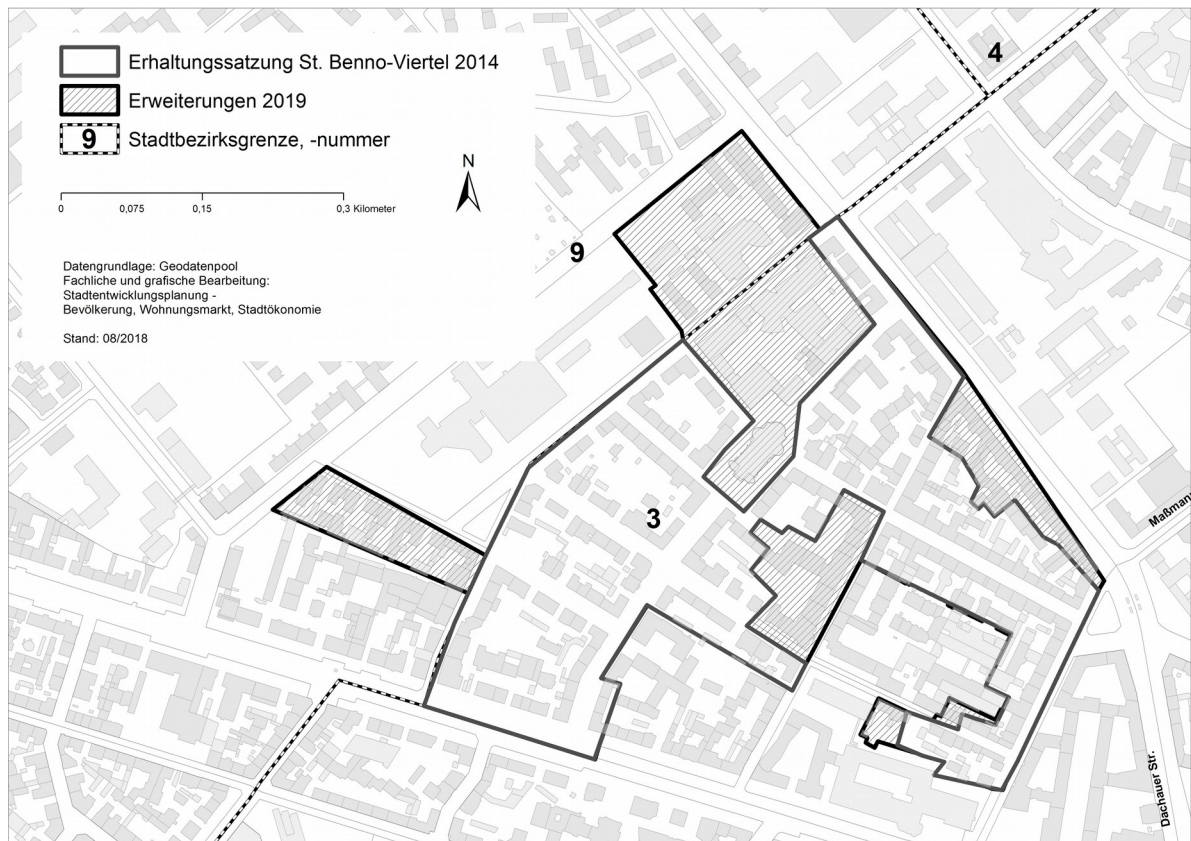 Erhaltungssatzung St. Benno-Viertel 2014
Erweiterungen 2019
9 Stadtbezirksgrenze, -nummer
N
0 0,075 0,15 0,3 Kilometer
Datengrundlage: Geodatenpool
Fachliche und grafische Bearbeitung:
Stadtentwicklungsplanung -
Bevölkerung, Wohnungsmarkt, Stadtökonomie
Stand: 08/2018
4
9
3
Maßmann
Dachauer Str.